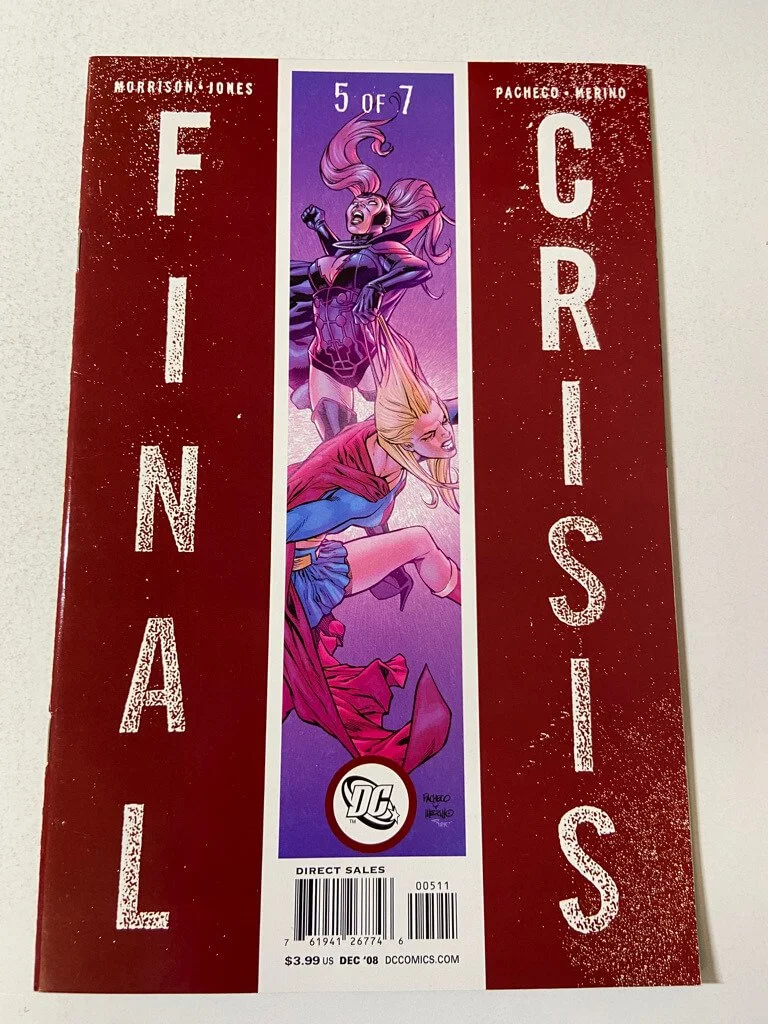 MORRISON & JONES
PACHECO • MERINO
5 OF 7
FINAL
CRISIS
DC
TM
PACHECO
MERINO
DIRECT SALES
00511
7 61941 26774 6
$3.99 US DEC '08 DCCOMICS.COM